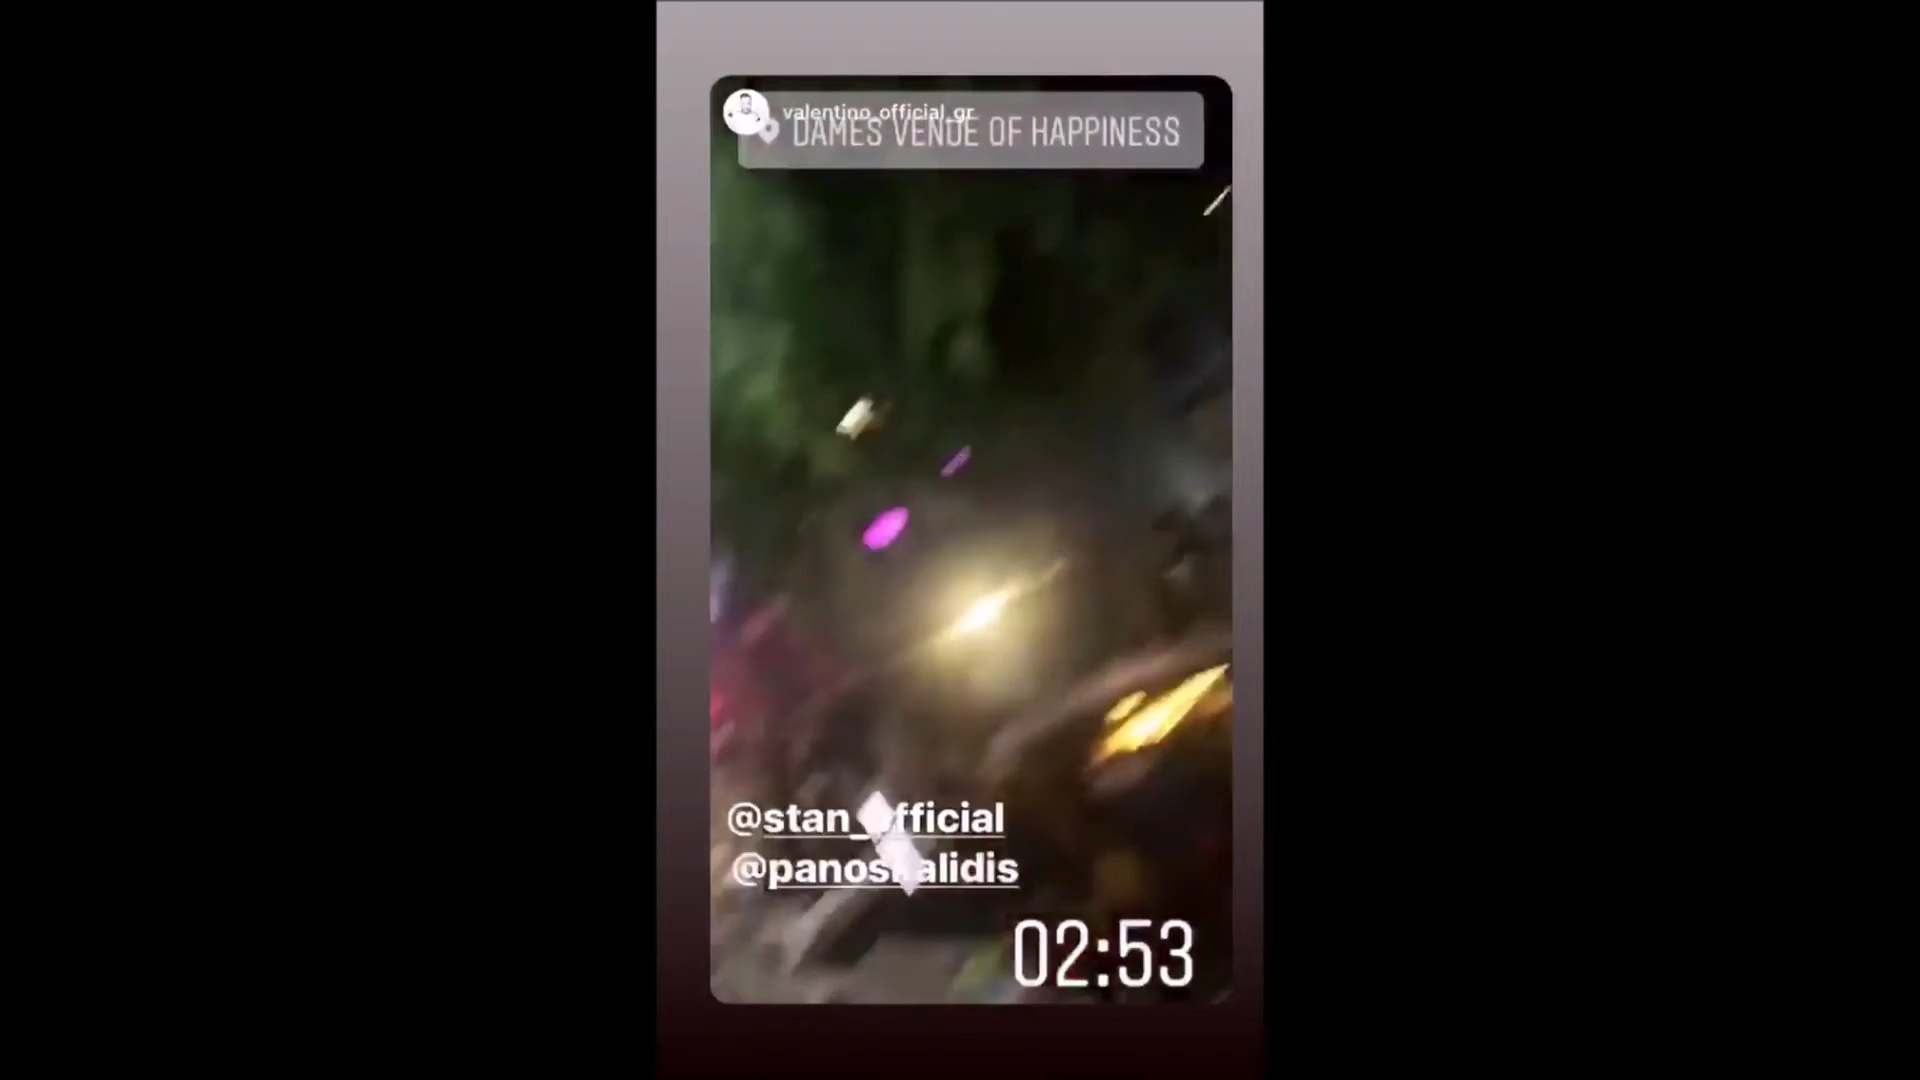 valentino_official_gr
DAMES VENUE OF HAPPINESS
@stan_official
02:53